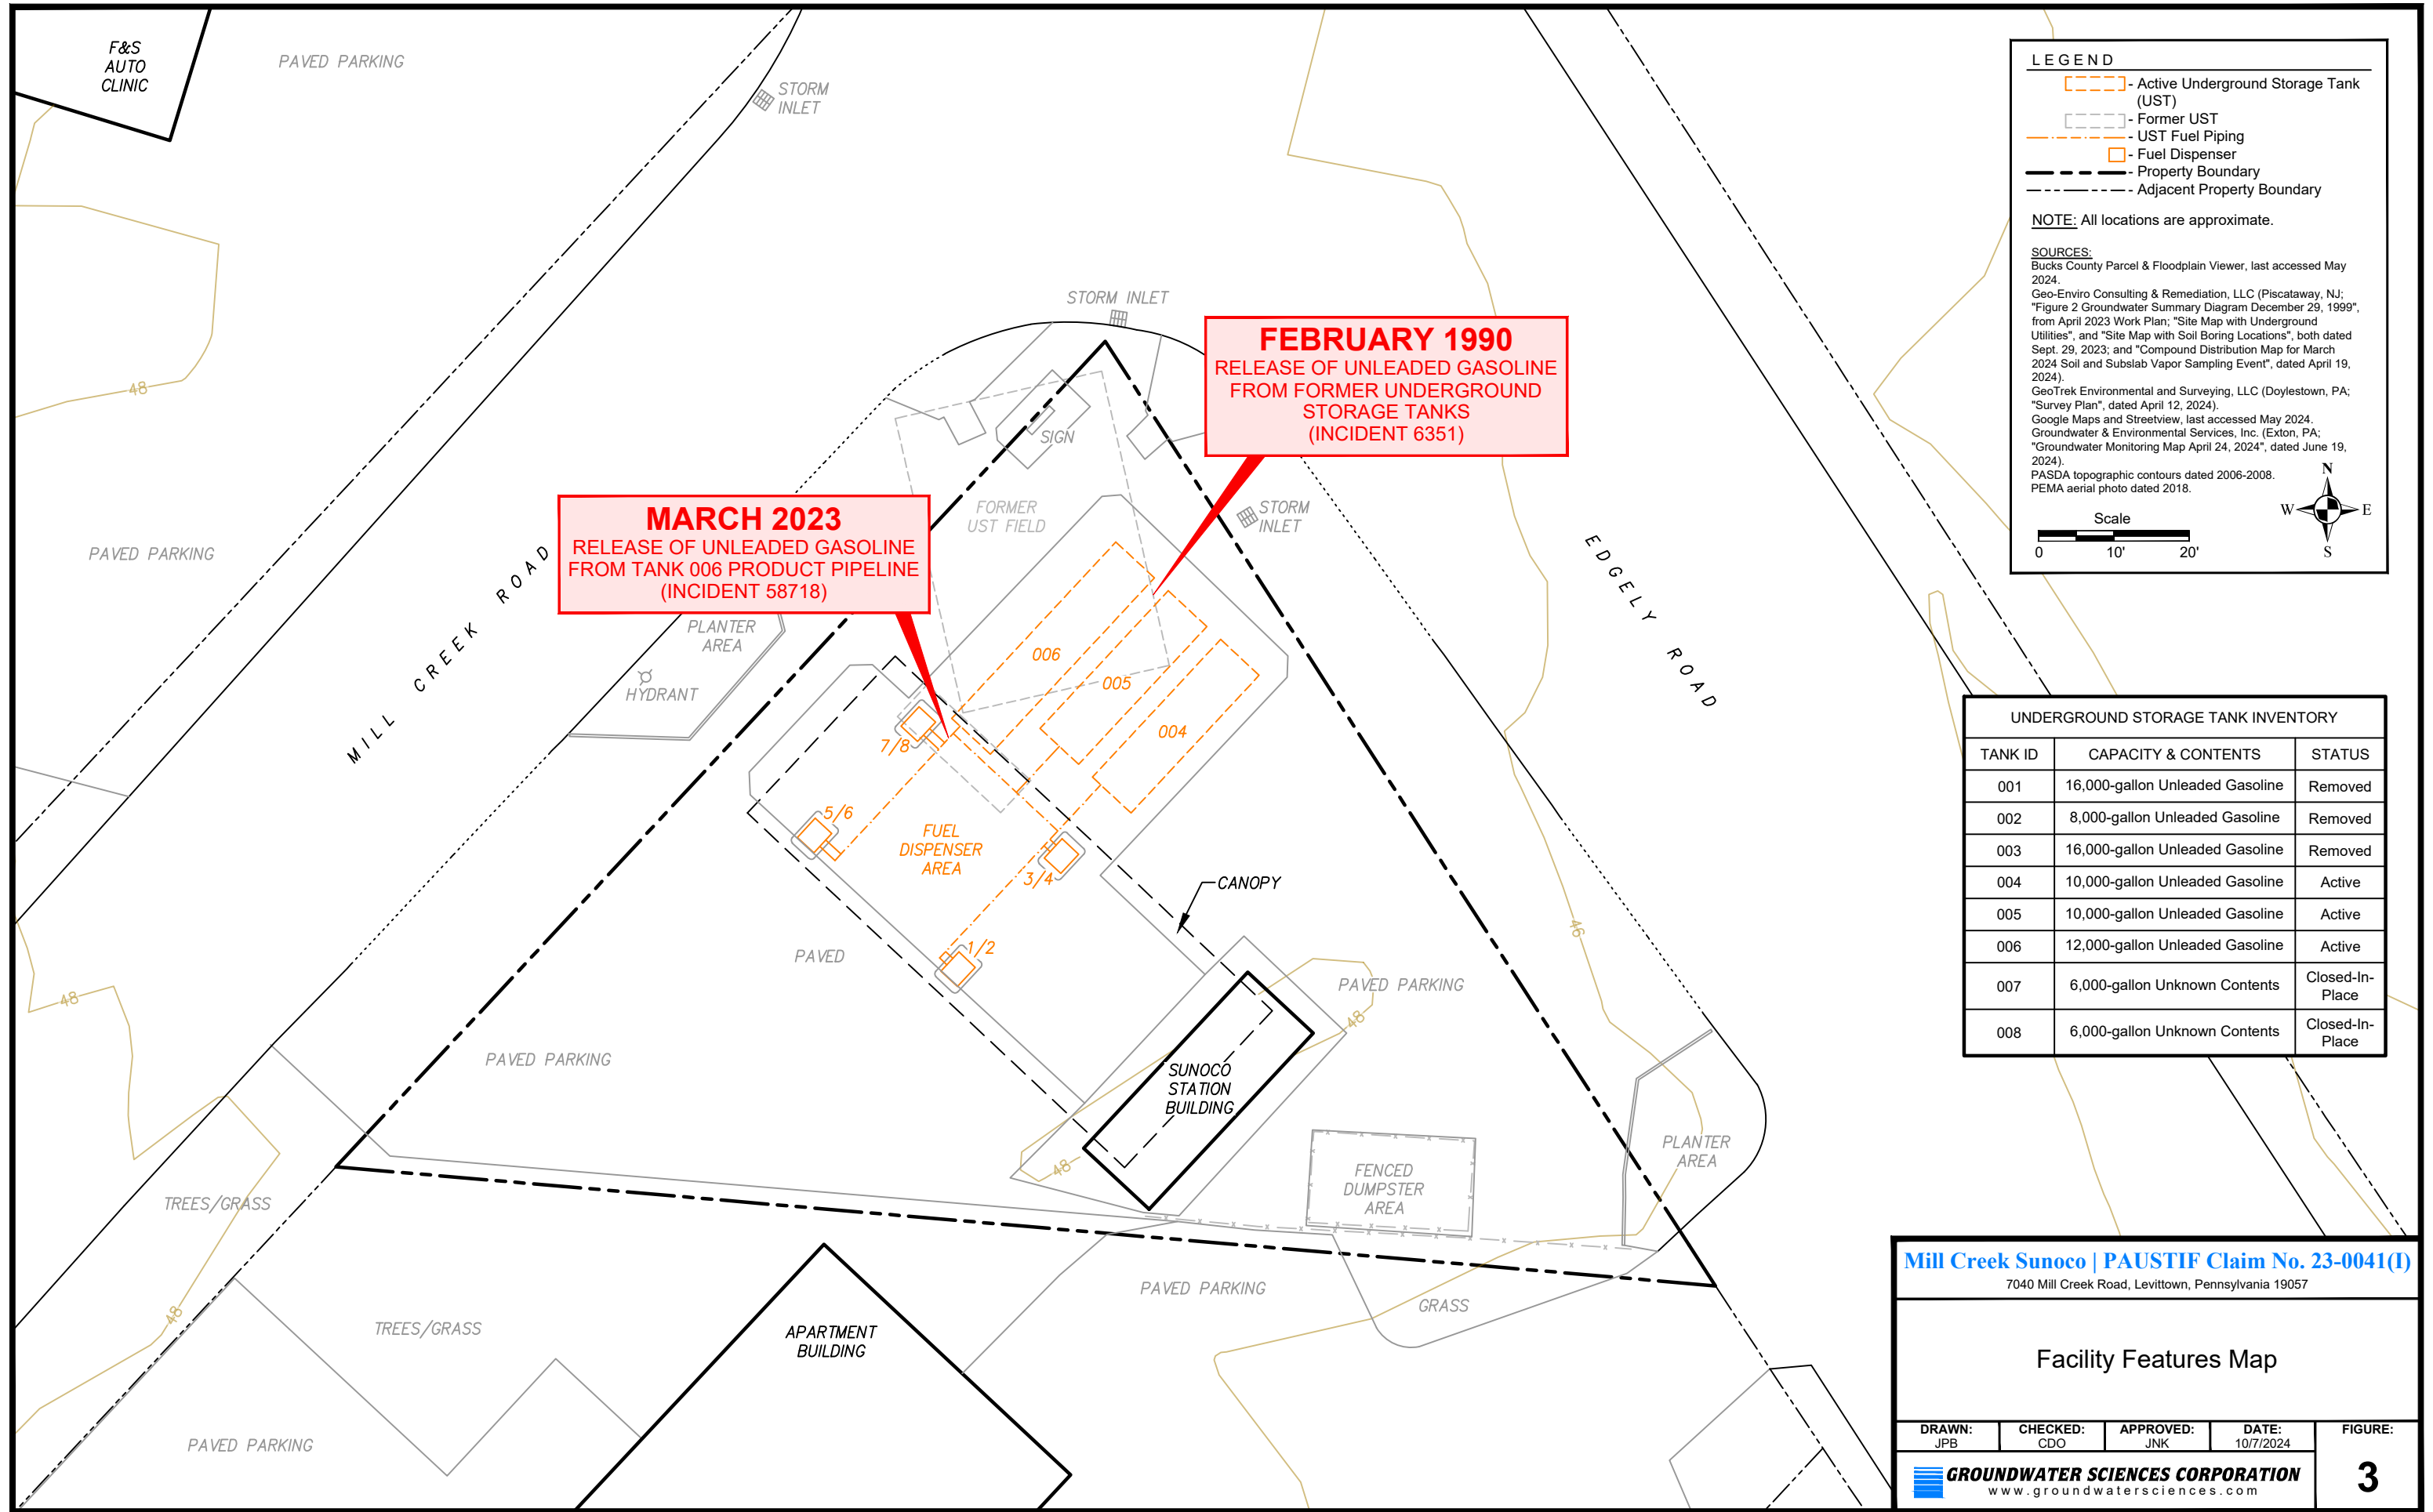 F&S
AUTO
CLINIC
PAVED PARKING
STORM
INLET
LEGEND
- Active Underground Storage Tank
(UST)
- Former UST
- UST Fuel Piping
- Fuel Dispenser
- Property Boundary
- Adjacent Property Boundary
NOTE: All locations are approximate.
SOURCES:
Bucks County Parcel & Floodplain Viewer, last accessed May
2024.
Geo-Enviro Consulting & Remediation, LLC (Piscataway, NJ;
"Figure 2 Groundwater Summary Diagram December 29, 1999",
from April 2023 Work Plan; "Site Map with Underground
Utilities", and "Site Map with Soil Boring Locations", both dated
Sept. 29, 2023; and "Compound Distribution Map for March
2024 Soil and Subslab Vapor Sampling Event", dated April 19,
2024).
GeoTrek Environmental and Surveying, LLC (Doylestown, PA;
"Survey Plan", dated April 12, 2024).
Google Maps and Streetview, last accessed May 2024.
Groundwater & Environmental Services, Inc. (Exton, PA;
"Groundwater Monitoring Map April 24, 2024", dated June 19,
2024).
PASDA topographic contours dated 2006-2008.
PEMA aerial photo dated 2018.
N
W E
S
Scale
0 10' 20'
48
STORM INLET
FEBRUARY 1990
RELEASE OF UNLEADED GASOLINE
FROM FORMER UNDERGROUND
STORAGE TANKS
(INCIDENT 6351)
SIGN
FORMER
UST FIELD
STORM
INLET
MARCH 2023
RELEASE OF UNLEADED GASOLINE
FROM TANK 006 PRODUCT PIPELINE
(INCIDENT 58718)
PAVED PARKING
MILL CREEK ROAD
EDGELY ROAD
PLANTER
AREA
HYDRANT
006
005
004
7/8
5/6
FUEL
DISPENSER
AREA
3/4
1/2
CANOPY
PAVED
46
UNDERGROUND STORAGE TANK INVENTORY
TANK ID CAPACITY & CONTENTS STATUS
001 16,000-gallon Unleaded Gasoline Removed
002 8,000-gallon Unleaded Gasoline Removed
003 16,000-gallon Unleaded Gasoline Removed
004 10,000-gallon Unleaded Gasoline Active
005 10,000-gallon Unleaded Gasoline Active
006 12,000-gallon Unleaded Gasoline Active
007 6,000-gallon Unknown Contents Closed-In-
Place
008 6,000-gallon Unknown Contents Closed-In-
Place
48
PAVED PARKING
48
PAVED PARKING
SUNOCO
STATION
BUILDING
48
FENCED
DUMPSTER
AREA
PLANTER
AREA
TREES/GRASS
48
TREES/GRASS
APARTMENT
BUILDING
PAVED PARKING
GRASS
PAVED PARKING
Mill Creek Sunoco | PAUSTIF Claim No. 23-0041(I)
7040 Mill Creek Road, Levittown, Pennsylvania 19057
Facility Features Map
DRAWN: CHECKED: APPROVED: DATE: FIGURE:
JPB CDO JNK 10/7/2024
GROUNDWATER SCIENCES CORPORATION
www.groundwatersciences.com
3